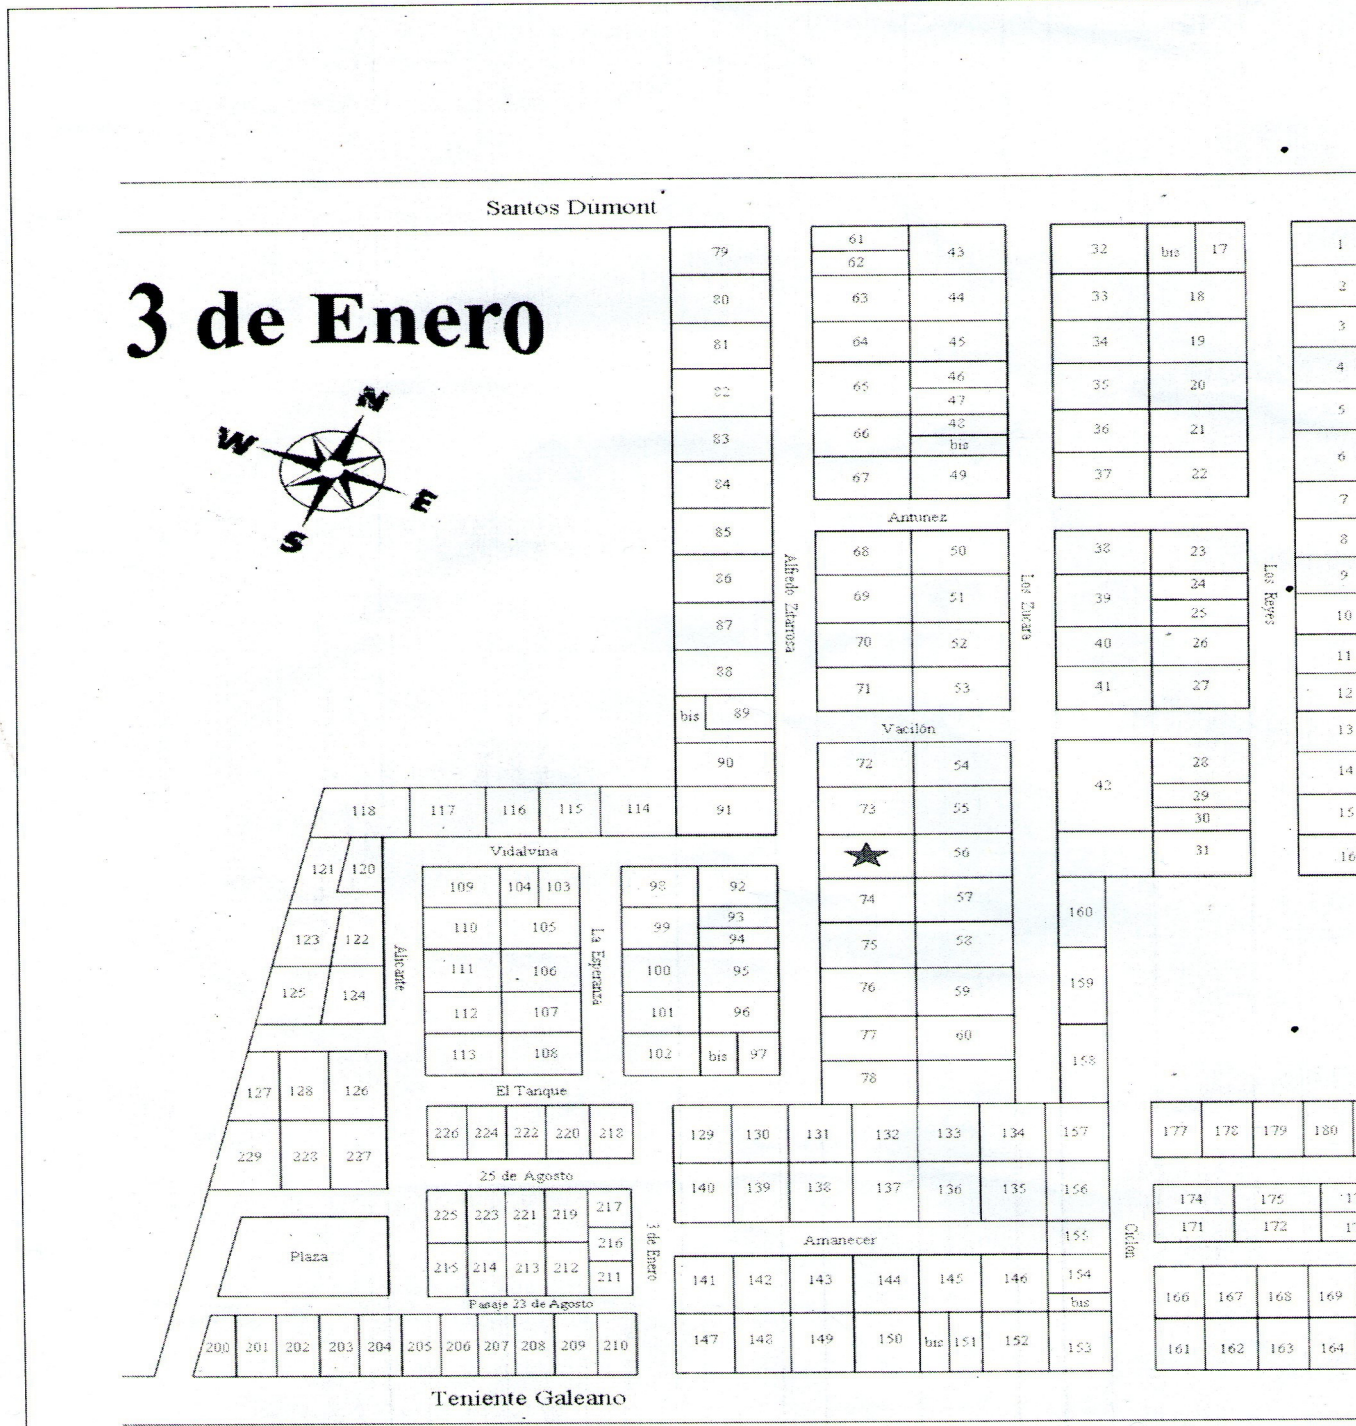 Santos Dumont
3 de Enero
N
W
E
S
79
80
81
82
83
84
85
86
87
88
bis 89
90
118 117 116 115 114 91
61 43
62
63 44
64 45
65 46
47
66 48
bis
67 49
Antunez
68 50
69 51
70 52
71 53
Vacilón
72 54
73 55
56
74 57
75 58
76 59
77 60
78
32 bis 17
33 18
34 19
35 20
36 21
37 22
38 23
39 24
25
40 26
41 27
42 28
29
30
31
160
159
158
1
2
3
4
5
6
7
8
9
10
11
12
13
14
15
16
Alfredo Zitarrosa
Los Zucara
Los Reyes
Vidalvina
121 120
123 122
125 124
127 128 126
229 228 227
Plaza
Alicante
109 104 103
110 105
111 106
112 107
113 108
La Esperanza
98 92
99 93
94
100 95
101 96
102 bis 97
El Tanque
226 224 222 220 218
25 de Agosto
225 223 221 219 217
216
215 214 213 212 211
Pasaje 23 de Agosto
200 201 202 203 204 205 206 207 208 209 210
3 de Enero
129 130 131 132 133 134 157
140 139 138 137 136 135 156
Amanecer
155
141 142 143 144 145 146 154
bis
147 148 149 150 bis 151 152 153
Ciclón
177 178 179 180
174 175
171 172
166 167 168 169
161 162 163 164
Teniente Galeano